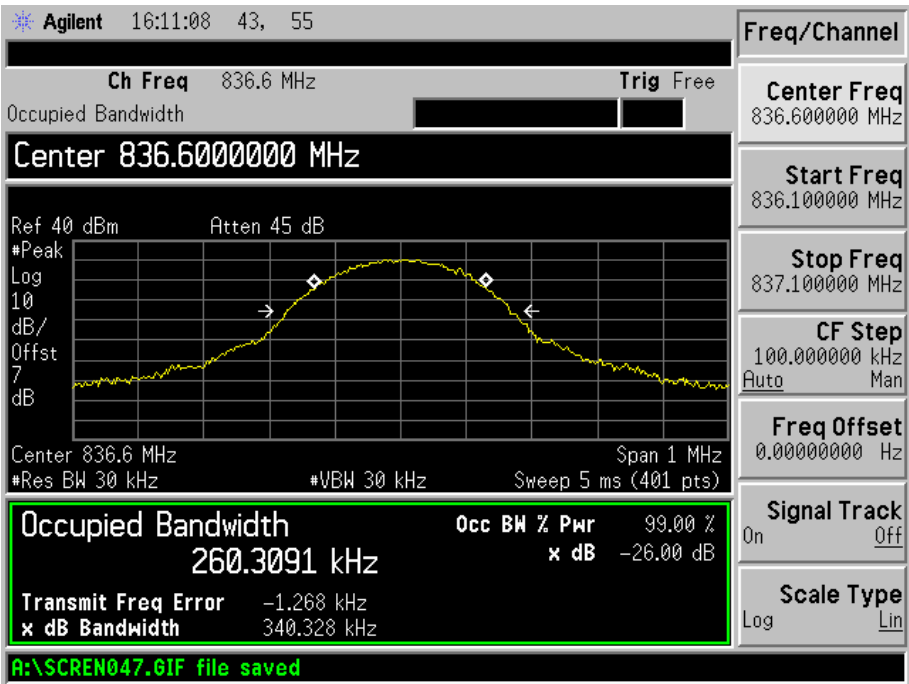 Agilent 16:11:08 43, 55
Ch Freq 836.6 MHz Trig Free
Occupied Bandwidth
Center 836.6000000 MHz
Ref 40 dBm Atten 45 dB
#Peak
Log
10
dB/
Offst
7
dB
Center 836.6 MHz Span 1 MHz
#Res BW 30 kHz #VBW 30 kHz Sweep 5 ms (401 pts)
Occupied Bandwidth
260.3091 kHz
Occ BW % Pwr 99.00 %
x dB -26.00 dB
Transmit Freq Error -1.268 kHz
x dB Bandwidth 340.328 kHz
A:\SCREN047.GIF file saved
Freq/Channel
Center Freq
836.600000 MHz
Start Freq
836.100000 MHz
Stop Freq
837.100000 MHz
CF Step
100.000000 kHz
Auto Man
Freq Offset
0.00000000 Hz
Signal Track
On Off
Scale Type
Log Lin